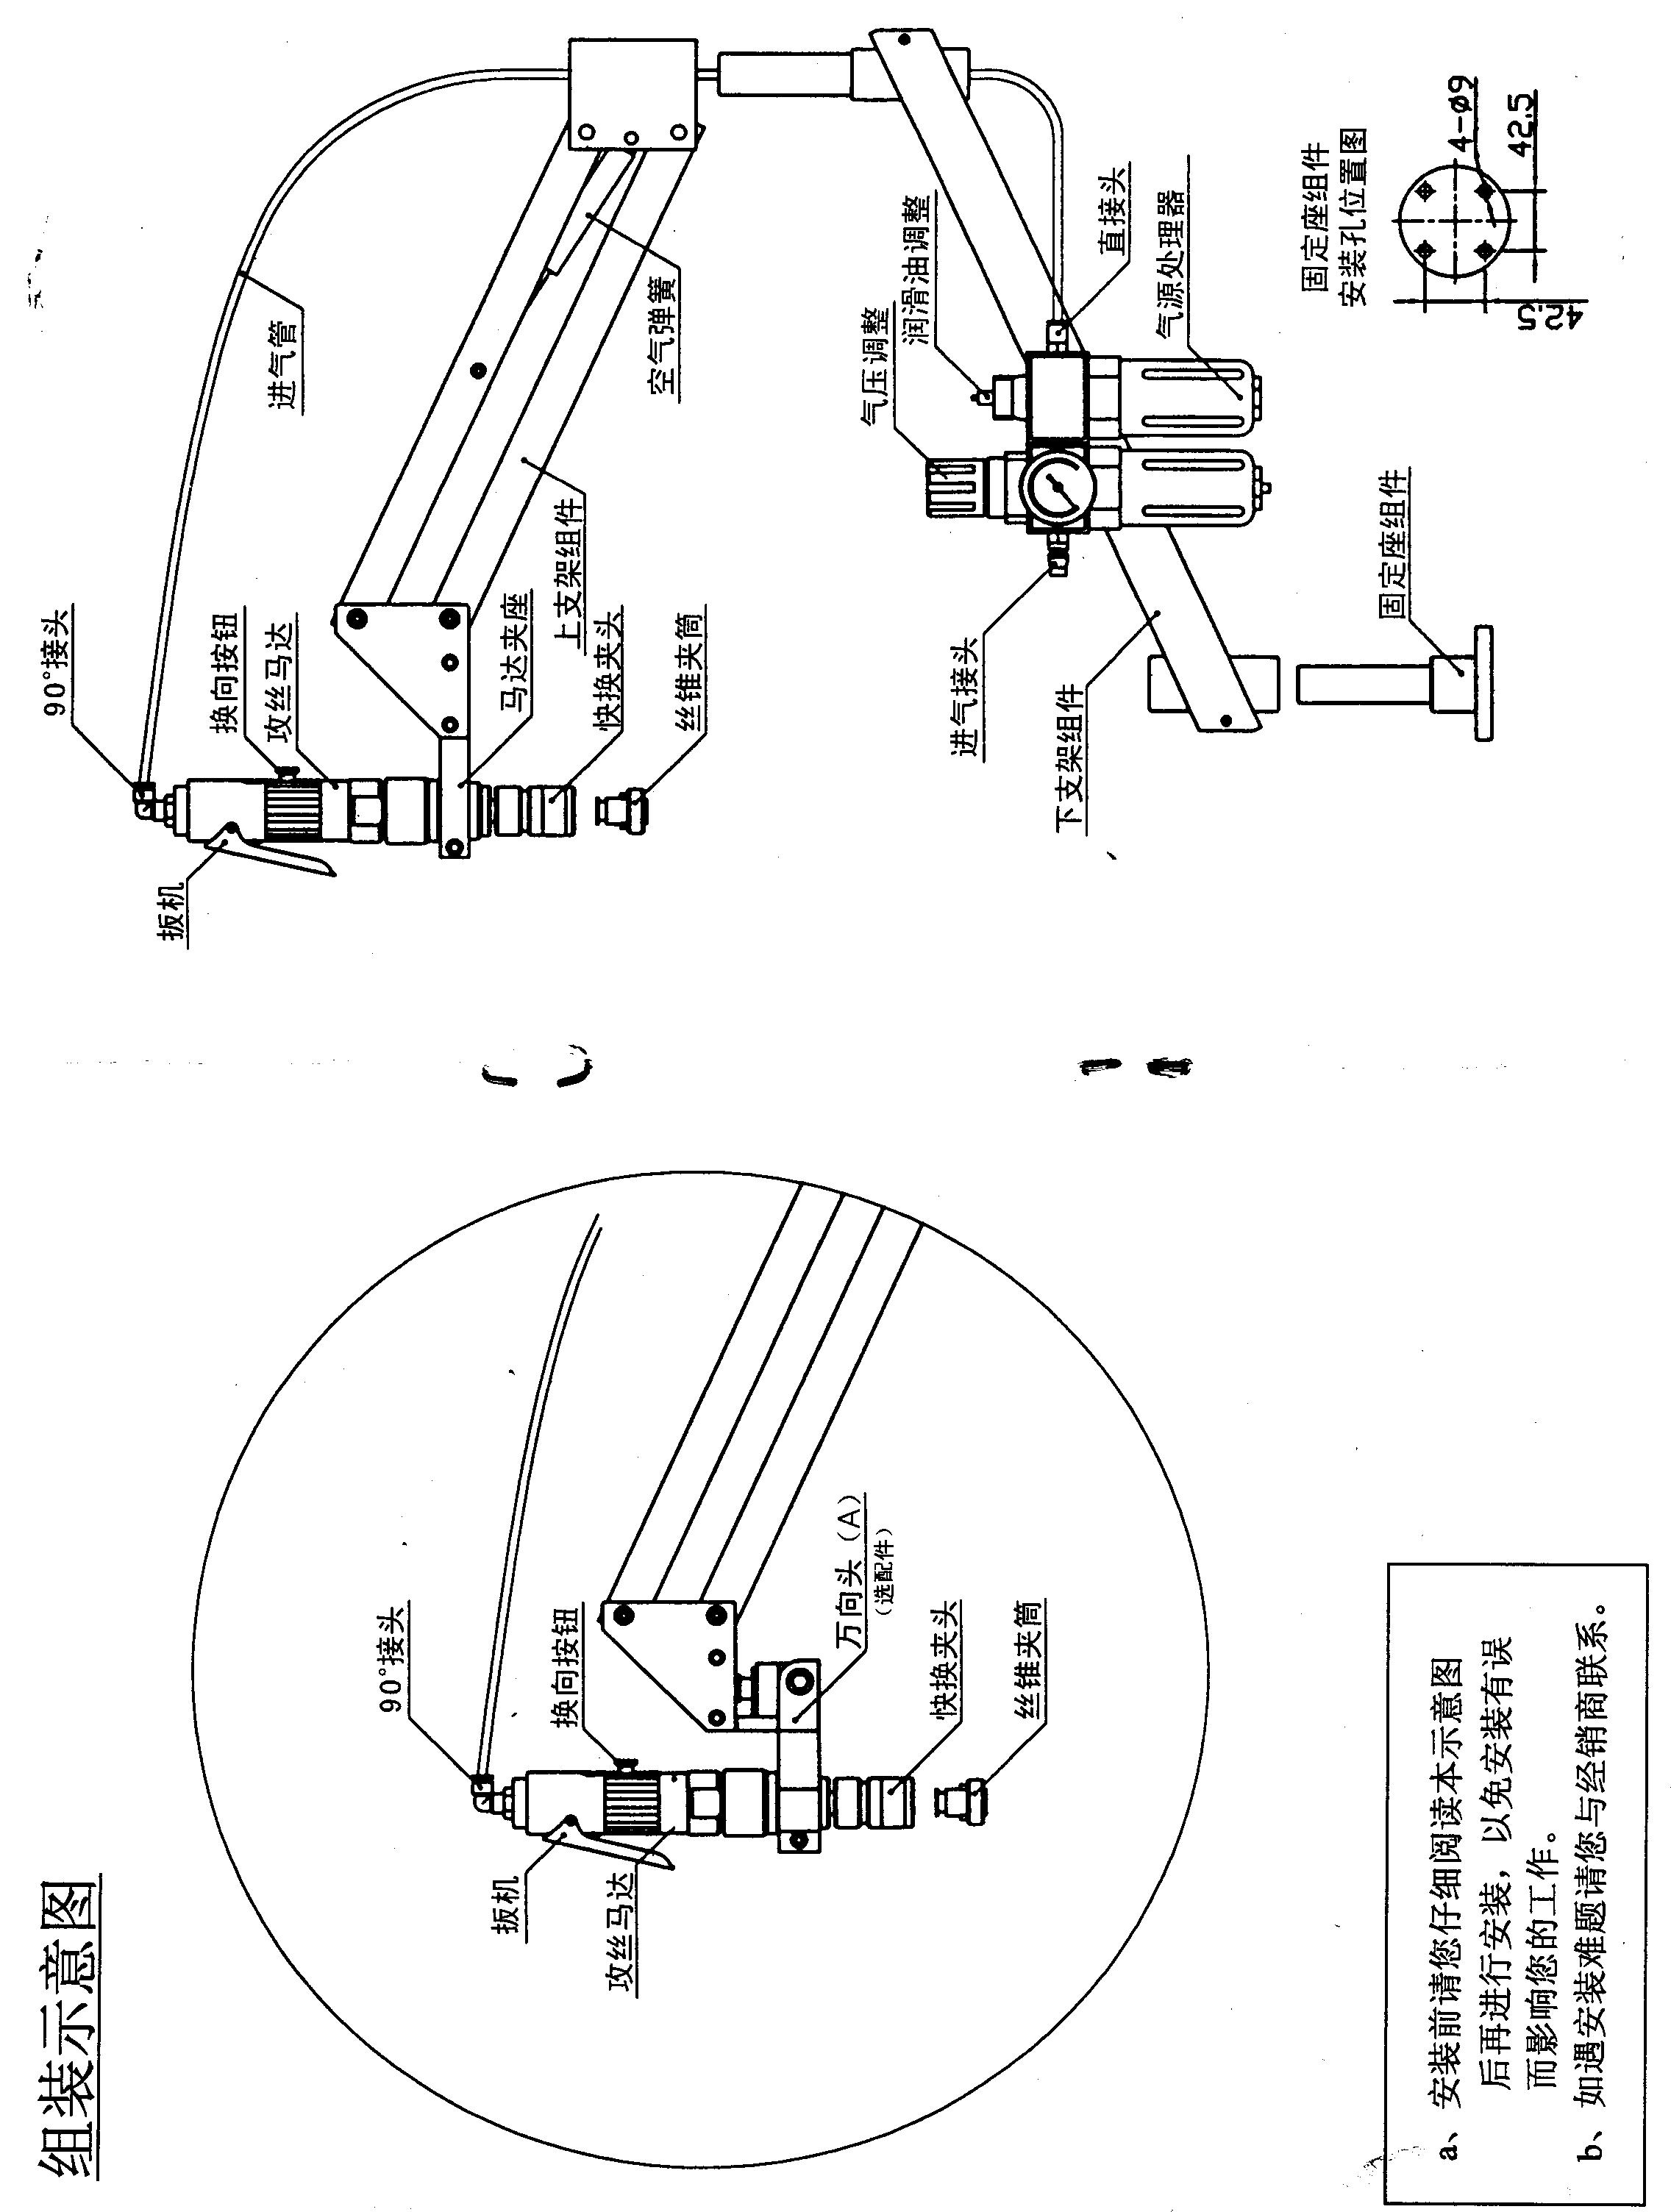 组装示意图
90°接头
换向按钮
扳机
攻丝马达
万向头（A）
（选配件）
快换夹头
丝锥夹筒
a、安装前请您仔细阅读本示意图
后再进行安装，以免安装有误
而影响您的工作。
b、如遇安装难题请您与经销商联系。
90°接头
进气管
换向按钮
攻丝马达
扳机
空气弹簧
上支架组件
马达夹座
快换夹头
丝锥夹筒
气压调整
润滑油调整
直接头
气源处理器
进气接头
下支架组件
固定座组件
固定座组件
安装孔位置图
4-ø9
42.5
42.5